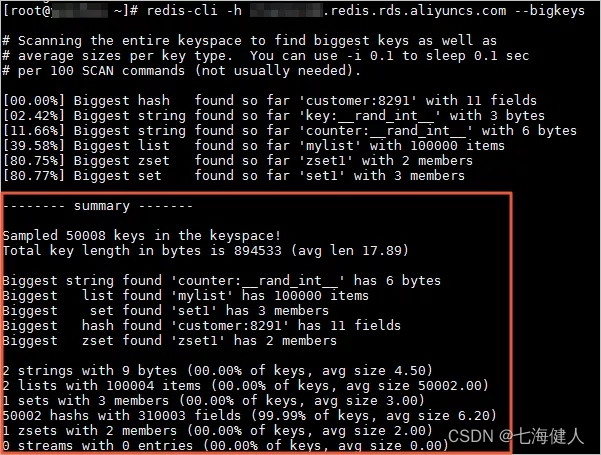 [root@ ~]# redis-cli -h .redis.rds.aliyuncs.com --bigkeys
# Scanning the entire keyspace to find biggest keys as well as
# average sizes per key type.  You can use -i 0.1 to sleep 0.1 sec
# per 100 SCAN commands (not usually needed).
[00.00%] Biggest hash   found so far 'customer:8291' with 11 fields
[02.42%] Biggest string found so far 'key:__rand_int__' with 3 bytes
[11.66%] Biggest string found so far 'counter:__rand_int__' with 6 bytes
[39.58%] Biggest list   found so far 'mylist' with 100000 items
[80.75%] Biggest zset   found so far 'zset1' with 2 members
[80.77%] Biggest set    found so far 'set1' with 3 members
-------- summary -------
Sampled 50008 keys in the keyspace!
Total key length in bytes is 894533 (avg len 17.89)
Biggest string found 'counter:__rand_int__' has 6 bytes
Biggest   list found 'mylist' has 100000 items
Biggest    set found 'set1' has 3 members
Biggest   hash found 'customer:8291' has 11 fields
Biggest   zset found 'zset1' has 2 members
2 strings with 9 bytes (00.00% of keys, avg size 4.50)
2 lists with 100004 items (00.00% of keys, avg size 50002.00)
1 sets with 3 members (00.00% of keys, avg size 3.00)
50002 hashs with 310003 fields (99.99% of keys, avg size 6.20)
1 zsets with 2 members (00.00% of keys, avg size 2.00)
0 streams with 0 entries (00.00% of keys, avg size 0.00)
CSDN @七海健人